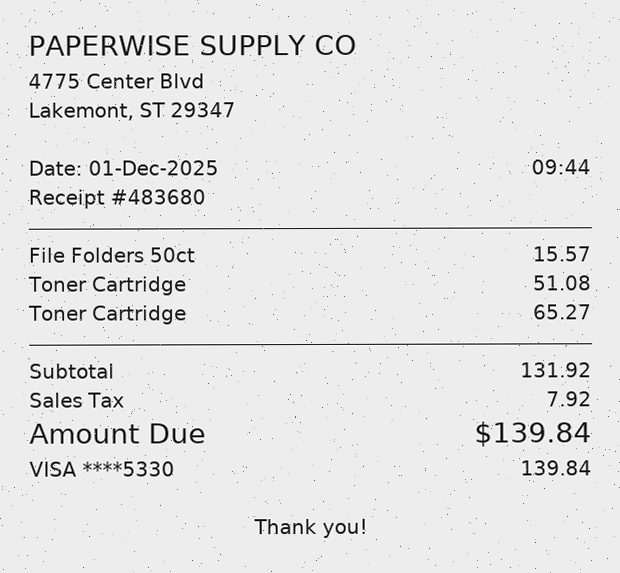 PAPERWISE SUPPLY CO
4775 Center Blvd
Lakemont, ST 29347
Date: 01-Dec-2025 09:44
Receipt #483680
File Folders 50ct 15.57
Toner Cartridge 51.08
Toner Cartridge 65.27
Subtotal 131.92
Sales Tax 7.92
Amount Due $139.84
VISA ****5330 139.84
Thank you!